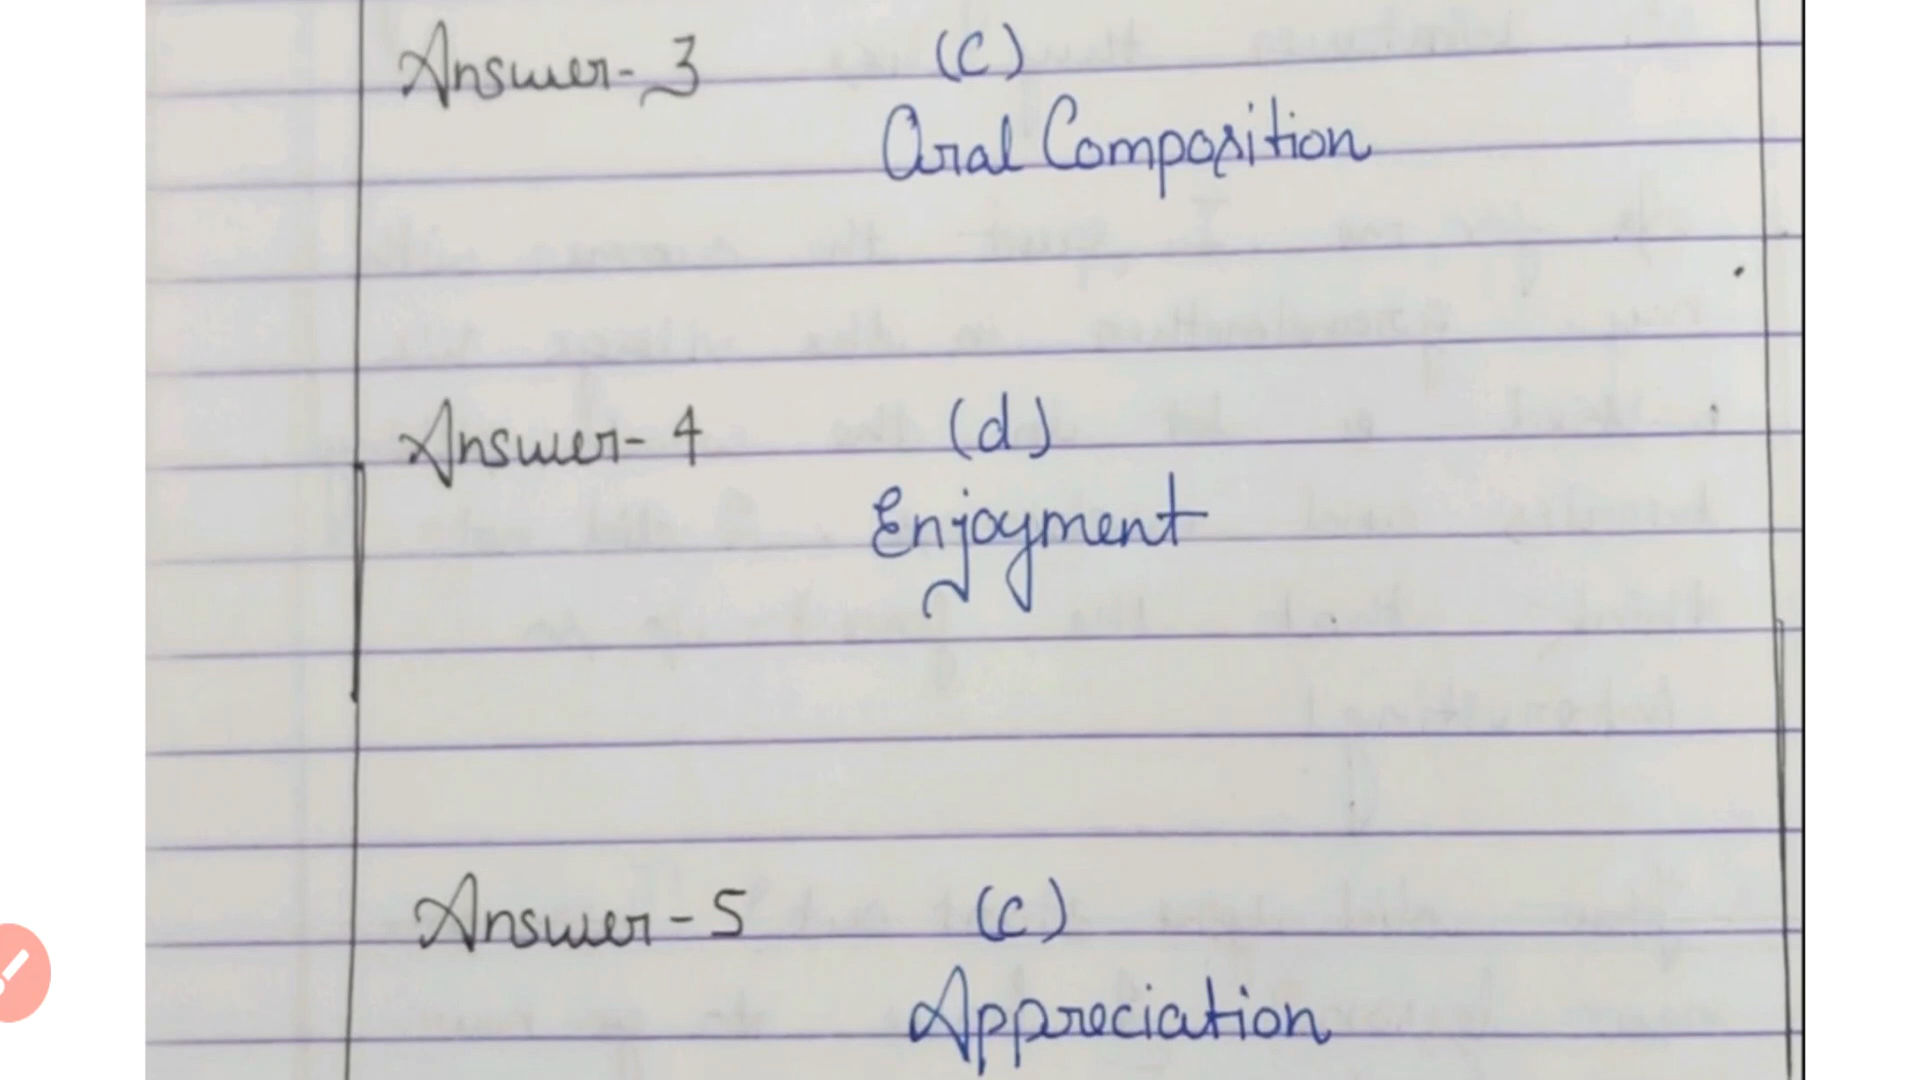 Answer- 3 (C)
Oral Composition
Answer- 4 (d)
Enjoyment
Answer - 5 (c)
Appreciation